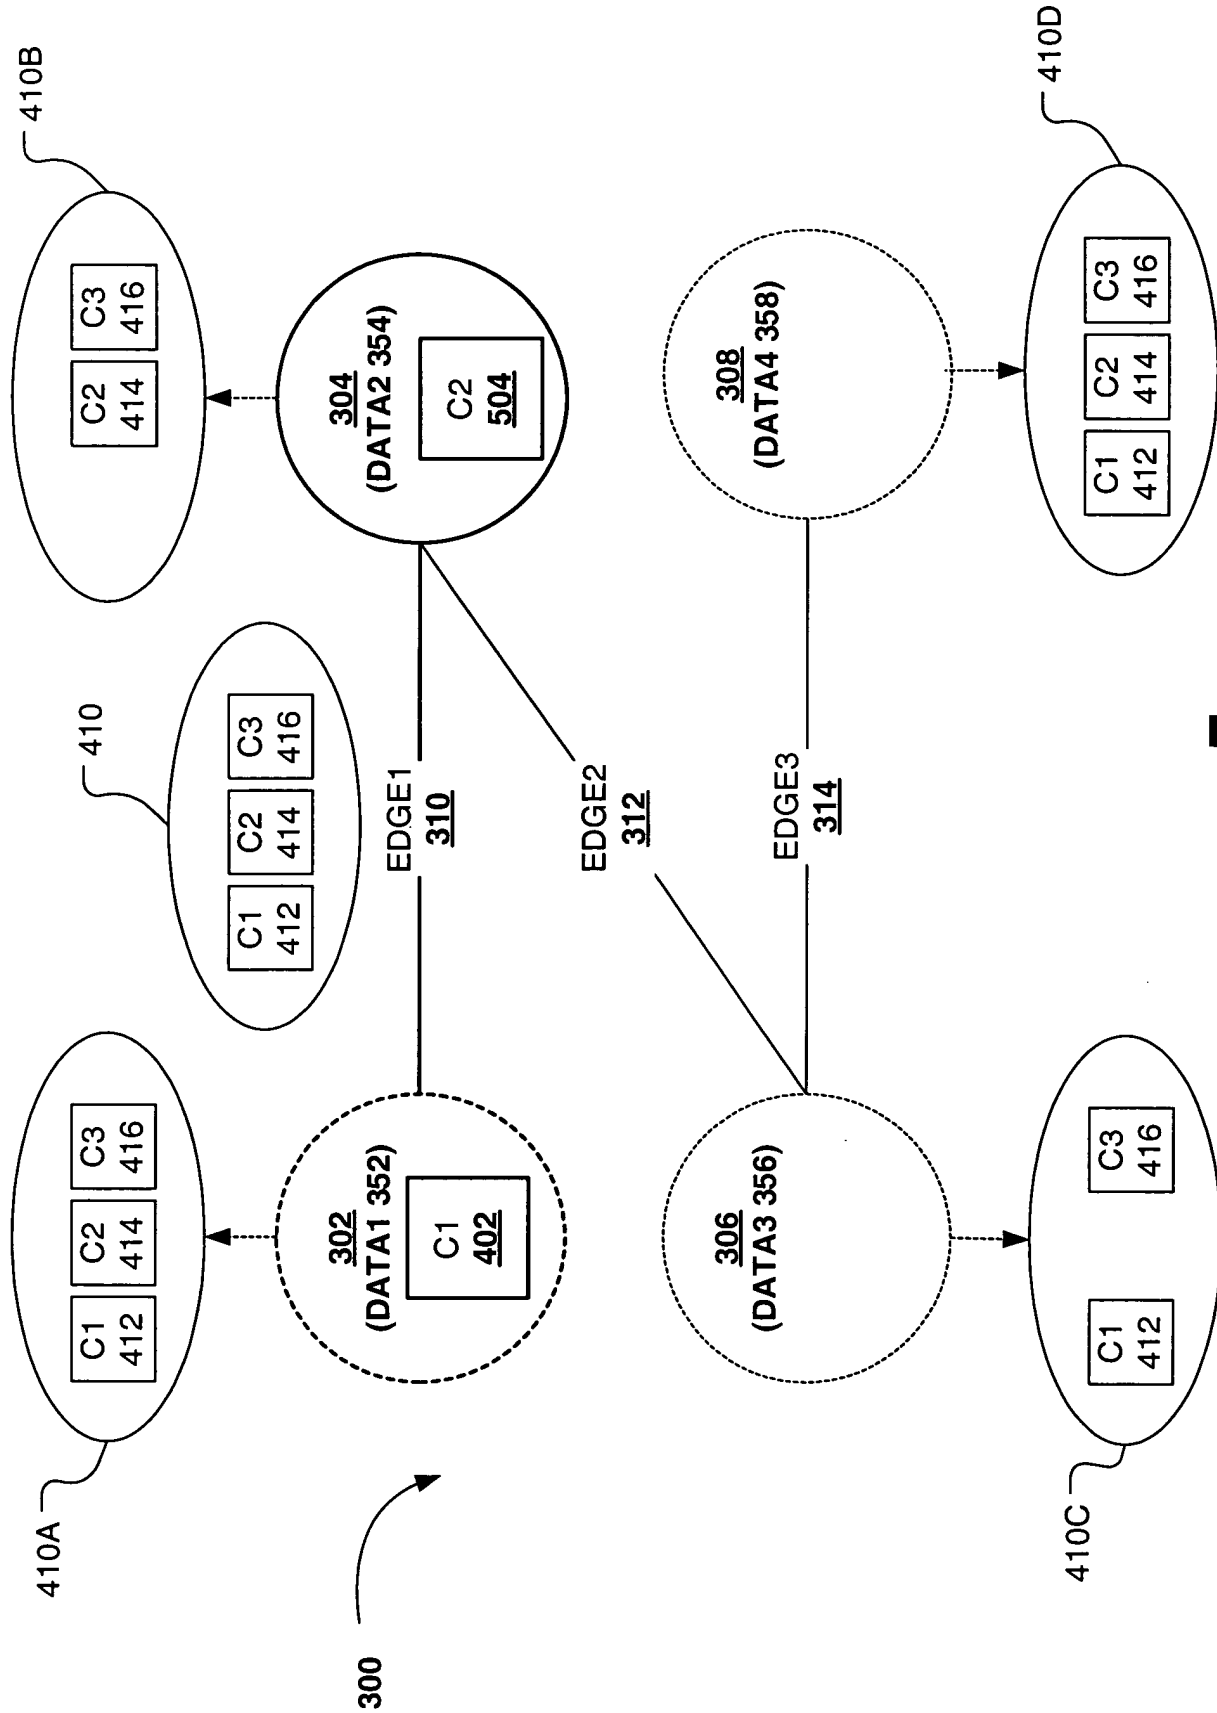 410A
C1
412
C2
414
C3
416
410
C1
412
C2
414
C3
416
410B
C2
414
C3
416
300
302
(DATA1 352)
C1
402
EDGE1
310
304
(DATA2 354)
C2
504
EDGE2
312
306
(DATA3 356)
EDGE3
314
308
(DATA4 358)
410C
C1
412
C3
416
410D
C1
412
C2
414
C3
416